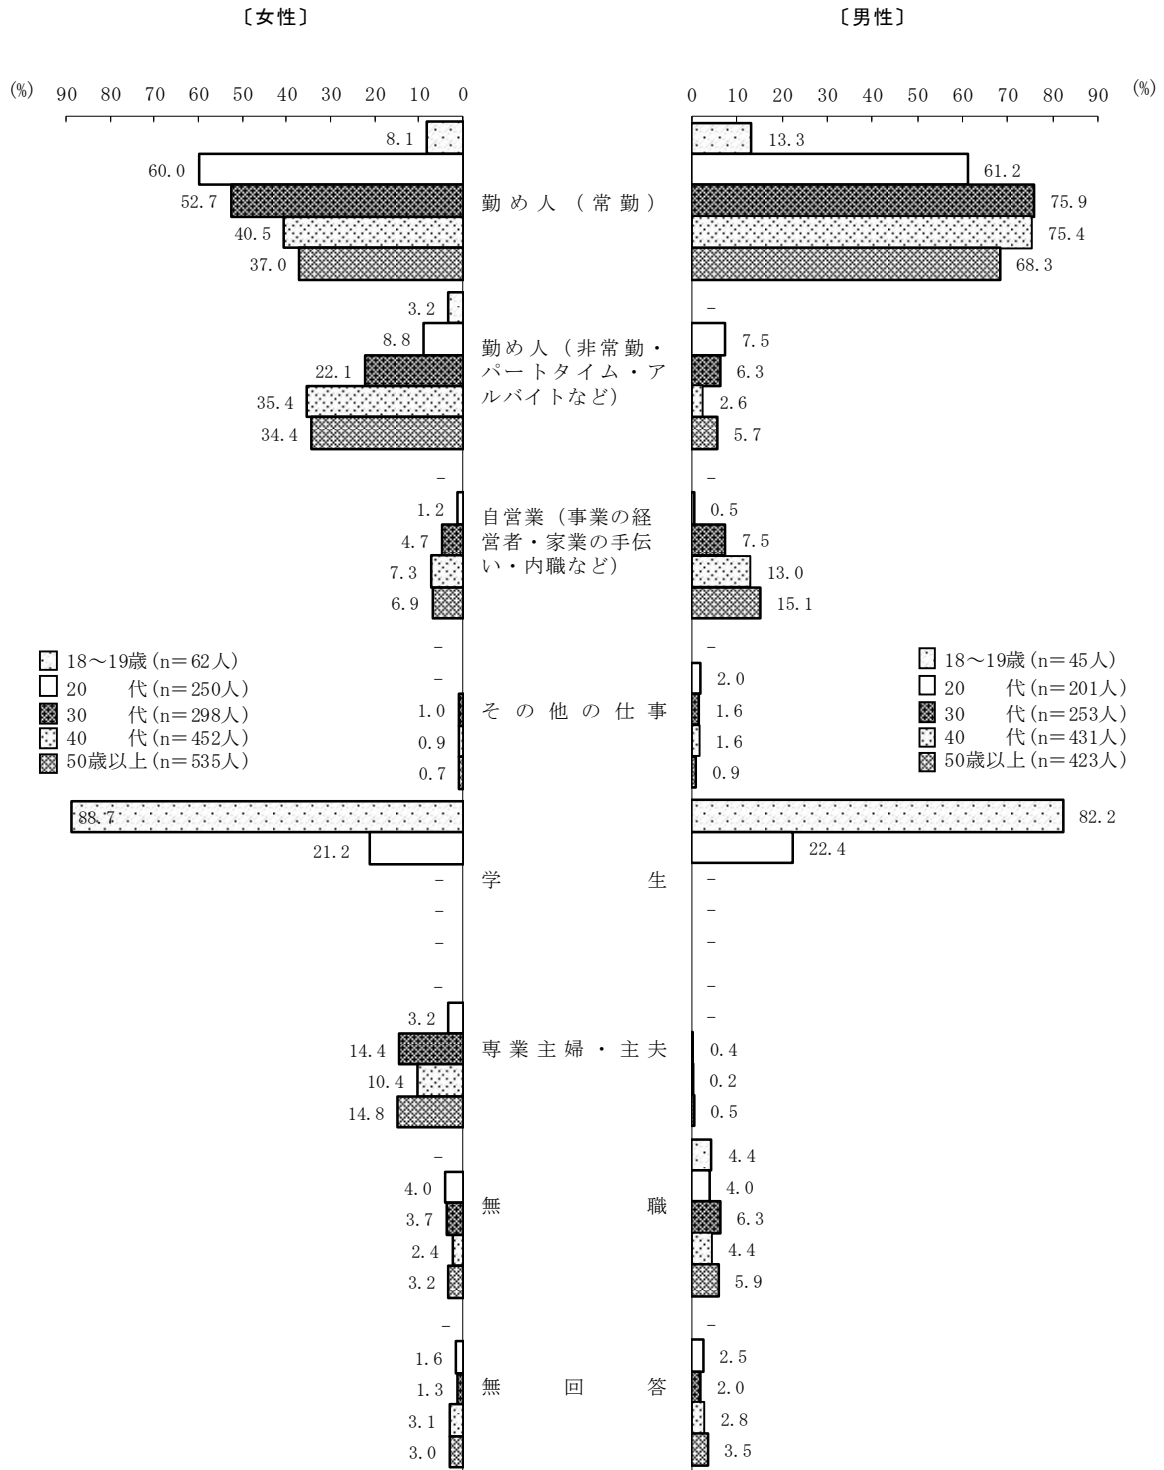 〔女性〕 〔男性〕
(%) 90 80 70 60 50 40 30 20 10 0 0 10 20 30 40 50 60 70 80 90 (%)
8.1 13.3
60.0 61.2
52.7 勤め人（常勤） 75.9
40.5 75.4
37.0 68.3
3.2 －
8.8 勤め人（非常勤・ 7.5
22.1 パートタイム・ア 6.3
35.4 ルバイトなど） 2.6
34.4 5.7
－ －
1.2 自営業（事業の経 0.5
4.7 営者・家業の手伝 7.5
7.3 い・内職など） 13.0
6.9 15.1
－
18～19歳(n＝62人) 18～19歳(n＝45人)
20　　代(n＝250人) － 2.0 20　　代(n＝201人)
30　　代(n＝298人) 1.0 その他の仕事 1.6 30　　代(n＝253人)
40　　代(n＝452人) 0.9 1.6 40　　代(n＝431人)
50歳以上(n＝535人) 0.7 0.9 50歳以上(n＝423人)
88.7 82.2
21.2 22.4
－ 学生 －
－ －
－ －
－ －
3.2 －
14.4 専業主婦・主夫 0.4
10.4 0.2
14.8 0.5
－ 4.4
4.0 4.0
3.7 無職 6.3
2.4 4.4
3.2 5.9
－ －
1.6 2.5
1.3 無回答 2.0
3.1 2.8
3.0 3.5